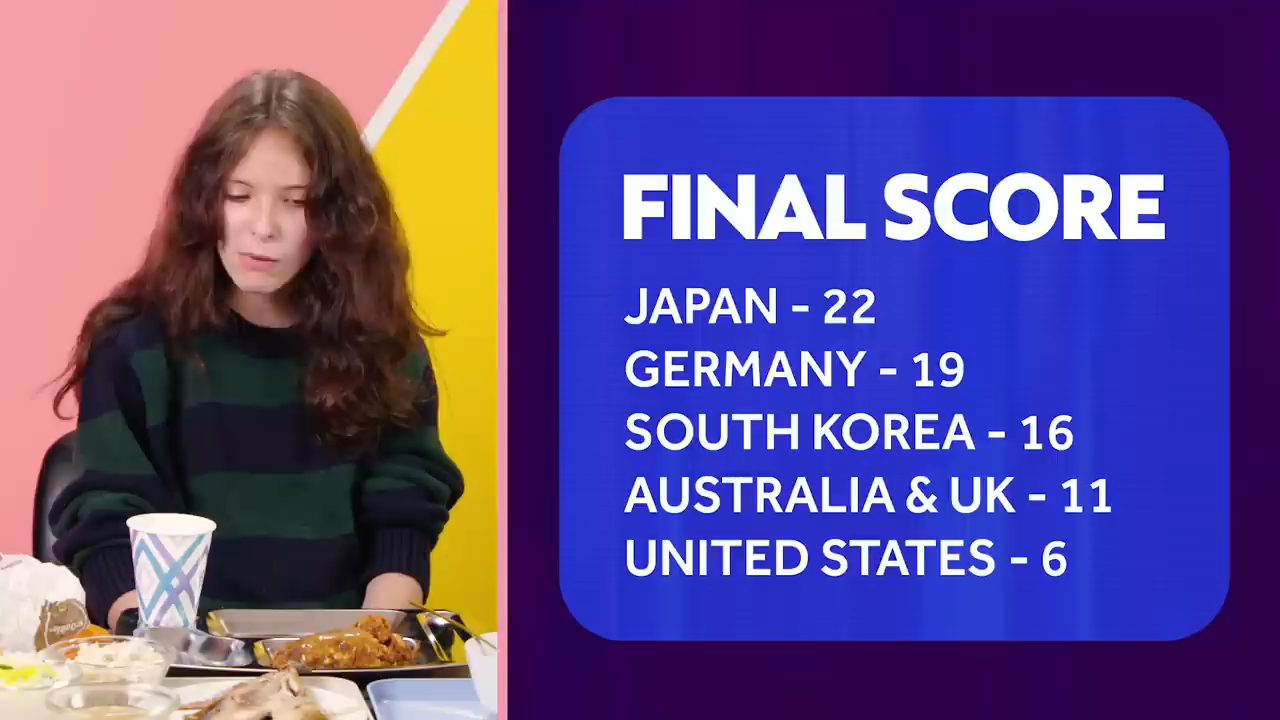 FINAL SCORE
JAPAN - 22
GERMANY - 19
SOUTH KOREA - 16
AUSTRALIA & UK - 11
UNITED STATES - 6